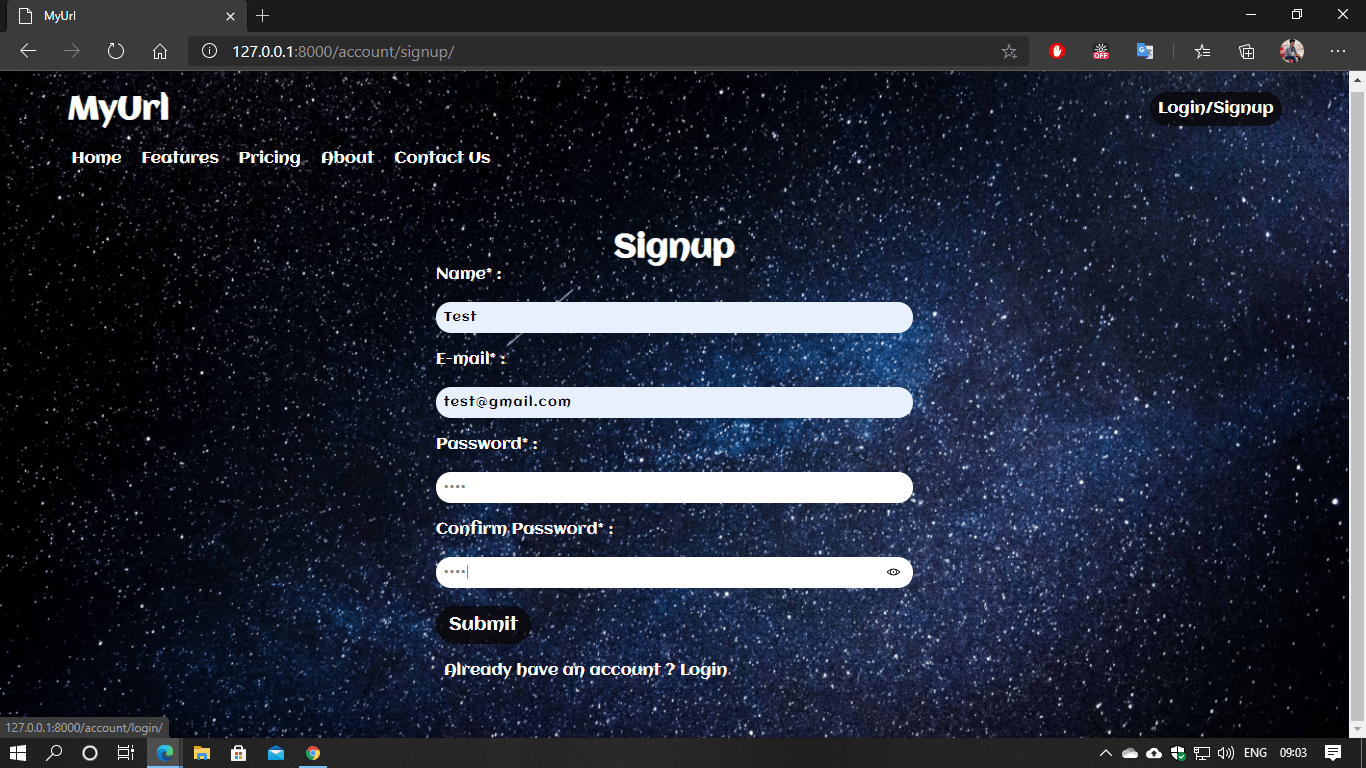 MyUrl
127.0.0.1:8000/account/signup/
OFF
MyUrl
Login/Signup
Home Features Pricing About Contact Us
Signup
Name* :
Test
E-mail* :
test@gmail.com
Password* :
••••
Confirm Password* :
••••
Submit
Already have an account ? Login
127.0.0.1:8000/account/login/
ENG 09:03